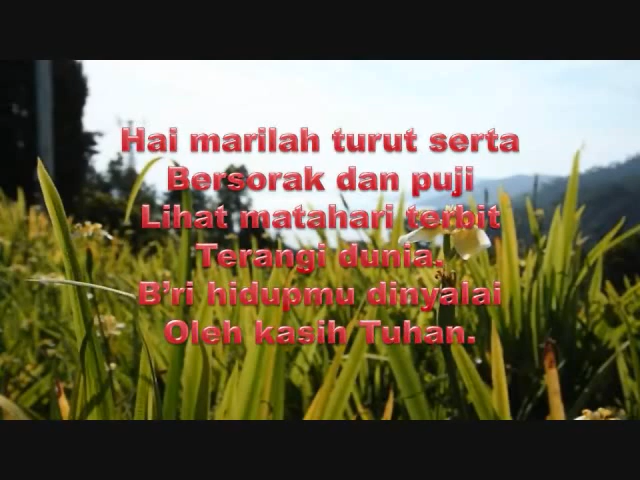 Hai marilah turut serta
Bersorak dan puji
Lihat matahari terbit
Terangi dunia.
B'ri hidupmu dinyalai
Oleh kasih Tuhan.